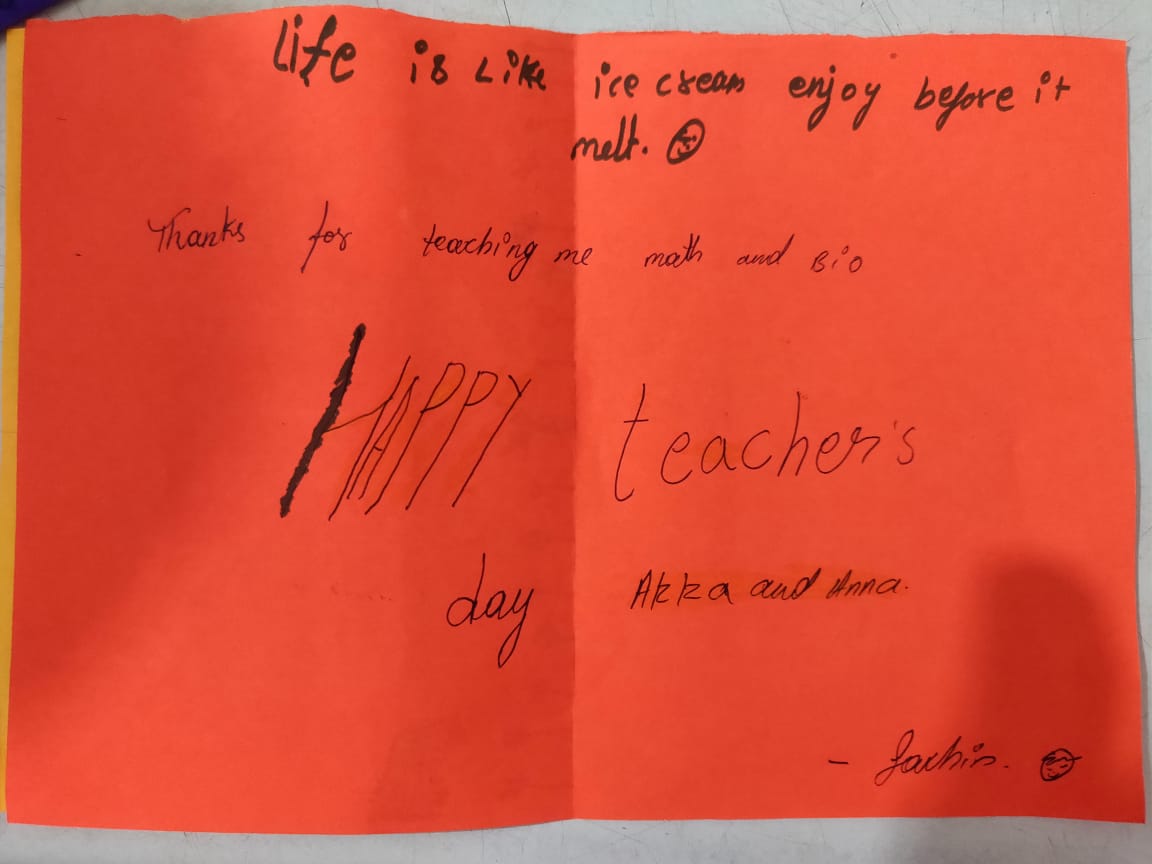 Life is Like ice cream enjoy before it
melt.
Thanks for teaching me math and Bio
HAPPY teacher's
day Akka and Anna.
-